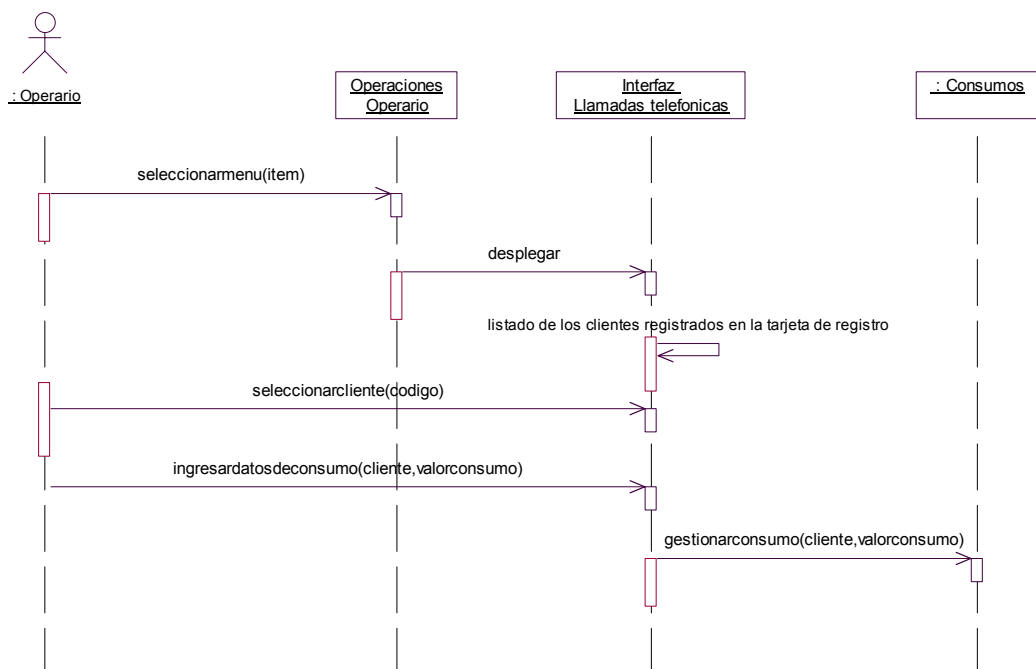 : Operario
Operaciones
Operario
Interfaz
Llamadas telefonicas
: Consumos
seleccionarmenu(item)
desplegar
listado de los clientes registrados en la tarjeta de registro
seleccionarcliente(codigo)
ingresardatosdeconsumo(cliente,valorconsumo)
gestionarconsumo(cliente,valorconsumo)